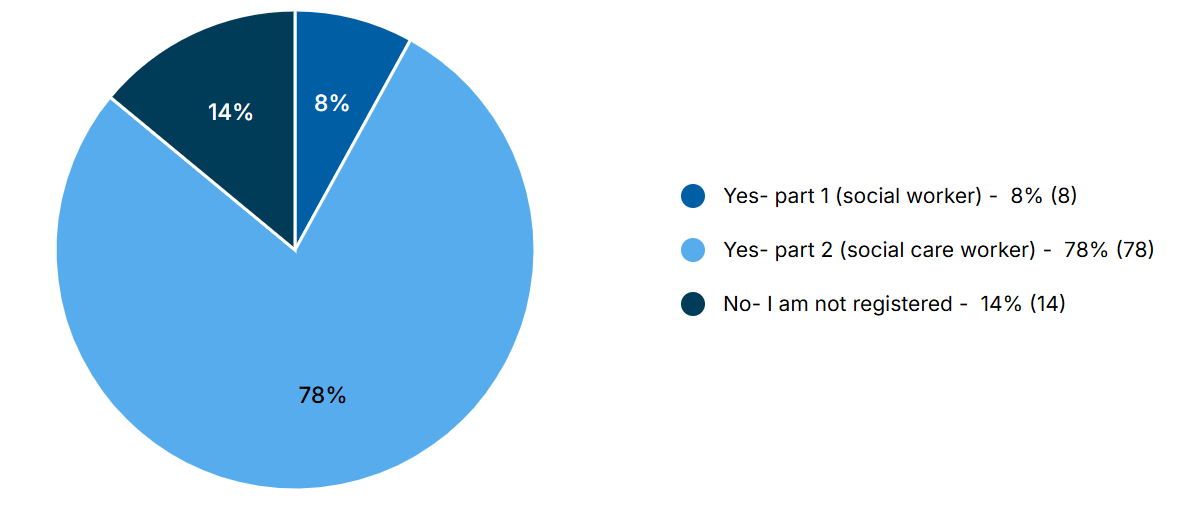 14%
8%
78%
Yes- part 1 (social worker) - 8% (8)
Yes- part 2 (social care worker) - 78% (78)
No- I am not registered - 14% (14)